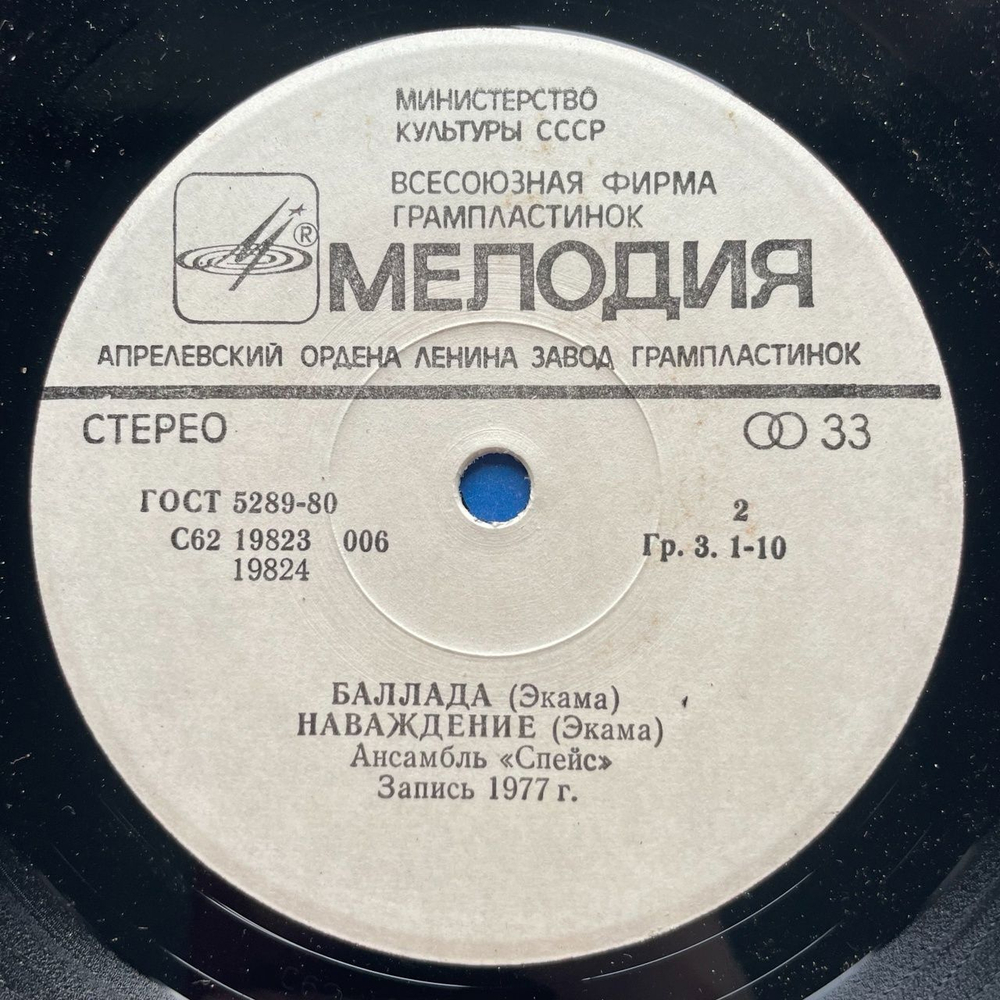 МИНИСТЕРСТВО
КУЛЬТУРЫ СССР
ВСЕСОЮЗНАЯ ФИРМА
ГРАМПЛАСТИНОК
®
МЕЛОДИЯ
АПРЕЛЕВСКИЙ ОРДЕНА ЛЕНИНА ЗАВОД ГРАМПЛАСТИНОК
СТЕРЕО 33
ГОСТ 5289-80 2
С62 19823 006 Гр. 3. 1-10
19824
БАЛЛАДА (Экама)
НАВАЖДЕНИЕ (Экама)
Ансамбль «Спейс»
Запись 1977 г.